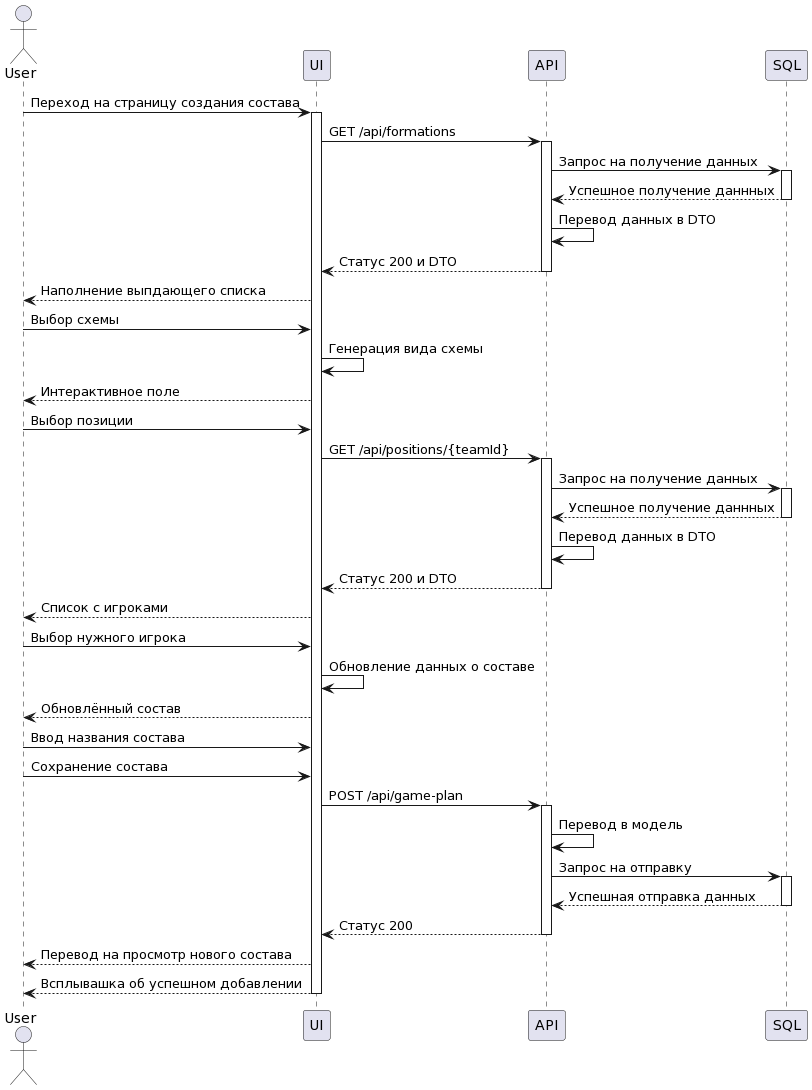 User
UI
API
SQL
Переход на страницу создания состава
GET /api/formations
Запрос на получение данных
Успешное получение даннных
Перевод данных в DTO
Статус 200 и DTO
Наполнение выпдающего списка
Выбор схемы
Генерация вида схемы
Интерактивное поле
Выбор позиции
GET /api/positions/{teamId}
Запрос на получение данных
Успешное получение даннных
Перевод данных в DTO
Статус 200 и DTO
Список с игроками
Выбор нужного игрока
Обновление данных о составе
Обновлённый состав
Ввод названия состава
Сохранение состава
POST /api/game-plan
Перевод в модель
Запрос на отправку
Успешная отправка данных
Статус 200
Перевод на просмотр нового состава
Всплывашка об успешном добавлении
User
UI
API
SQL